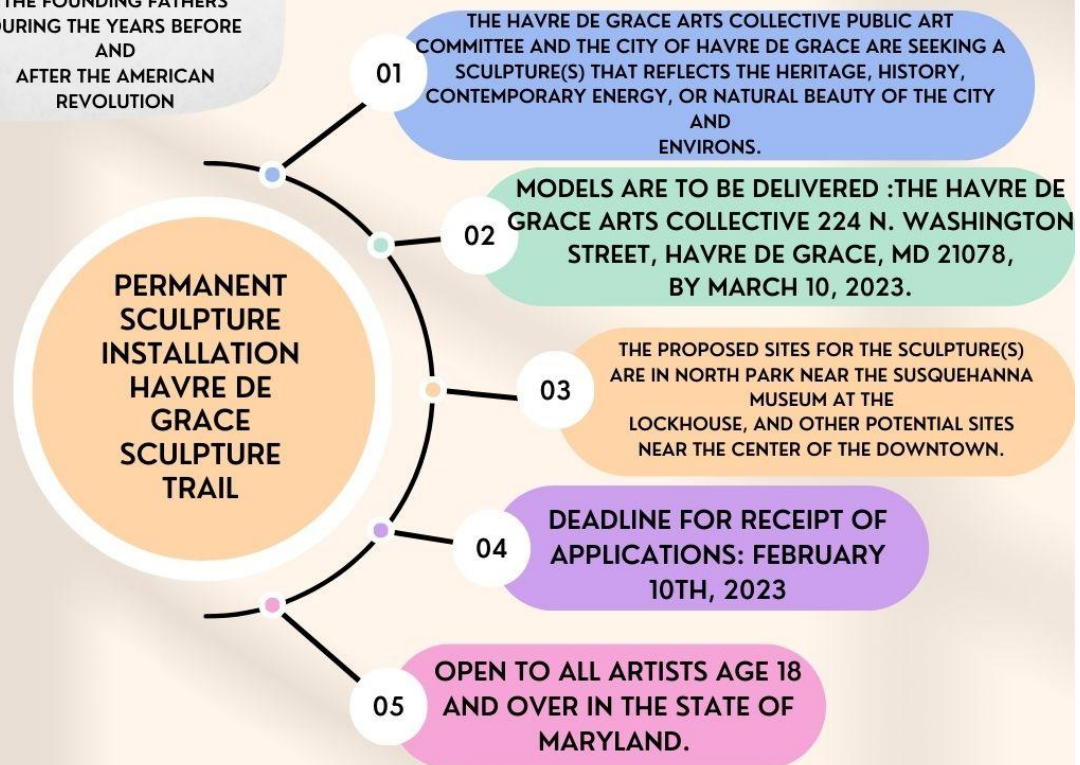 THE FOUNDING FATHERS
DURING THE YEARS BEFORE
AND
AFTER THE AMERICAN
REVOLUTION
01
THE HAVRE DE GRACE ARTS COLLECTIVE PUBLIC ART
COMMITTEE AND THE CITY OF HAVRE DE GRACE ARE SEEKING A
SCULPTURE(S) THAT REFLECTS THE HERITAGE, HISTORY,
CONTEMPORARY ENERGY, OR NATURAL BEAUTY OF THE CITY
AND
ENVIRONS.
02
MODELS ARE TO BE DELIVERED :THE HAVRE DE
GRACE ARTS COLLECTIVE 224 N. WASHINGTON
STREET, HAVRE DE GRACE, MD 21078,
BY MARCH 10, 2023.
PERMANENT
SCULPTURE
INSTALLATION
HAVRE DE
GRACE
SCULPTURE
TRAIL
03
THE PROPOSED SITES FOR THE SCULPTURE(S)
ARE IN NORTH PARK NEAR THE SUSQUEHANNA
MUSEUM AT THE
LOCKHOUSE, AND OTHER POTENTIAL SITES
NEAR THE CENTER OF THE DOWNTOWN.
04
DEADLINE FOR RECEIPT OF
APPLICATIONS: FEBRUARY
10TH, 2023
05
OPEN TO ALL ARTISTS AGE 18
AND OVER IN THE STATE OF
MARYLAND.